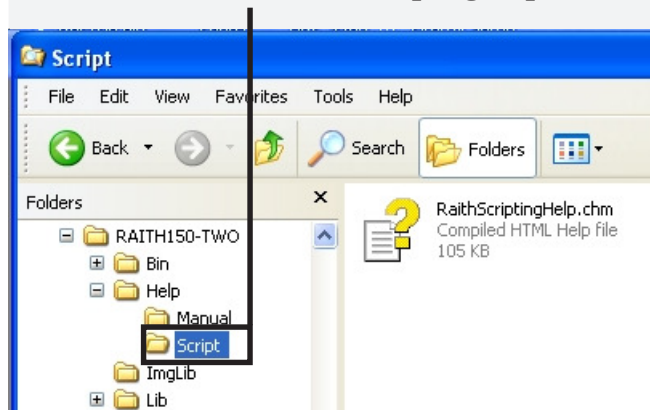 Script
File Edit View Favorites Tools Help
Back Search Folders
Folders x
RAITH150-TWO
Bin
Help
Manual
Script
ImgLib
Lib
RaithScriptingHelp.chm
Compiled HTML Help file
105 KB